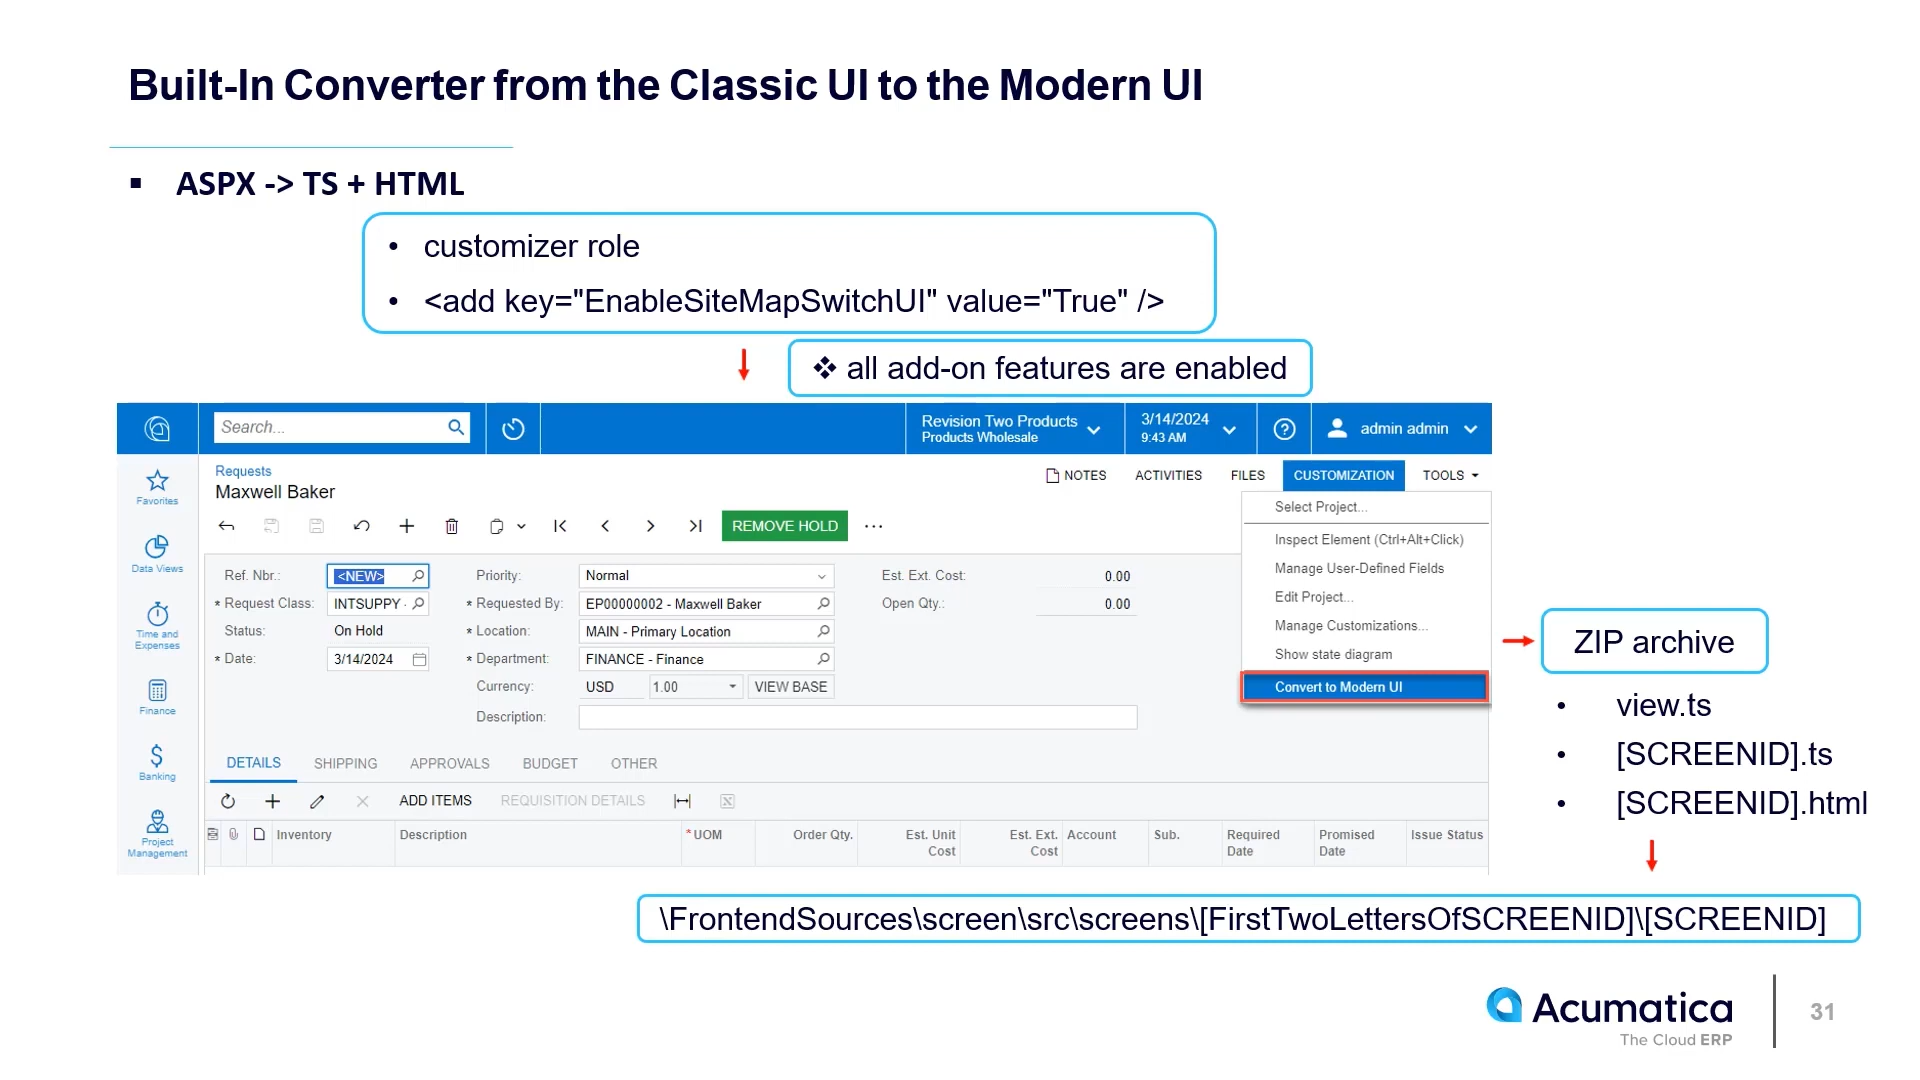 Built-In Converter from the Classic UI to the Modern UI
▪ ASPX -> TS + HTML
• customizer role
• <add key="EnableSiteMapSwitchUI" value="True" />
❖ all add-on features are enabled
Search...
Revision Two Products
Products Wholesale
3/14/2024
9:43 AM
admin admin
Favorites
Data Views
Time and
Expenses
Finance
Banking
Project
Management
Requests
Maxwell Baker
NOTES ACTIVITIES FILES CUSTOMIZATION TOOLS
REMOVE HOLD ...
Select Project...
Inspect Element (Ctrl+Alt+Click)
Manage User-Defined Fields
Edit Project...
Manage Customizations...
Show state diagram
Convert to Modern UI
Ref. Nbr.: <NEW>
* Request Class: INTSUPPY -
Status: On Hold
* Date: 3/14/2024
Priority: Normal
* Requested By: EP00000002 - Maxwell Baker
* Location: MAIN - Primary Location
* Department: FINANCE - Finance
Currency: USD 1.00 VIEW BASE
Description:
Est. Ext. Cost: 0.00
Open Qty.: 0.00
DETAILS SHIPPING APPROVALS BUDGET OTHER
ADD ITEMS REQUISITION DETAILS
Inventory Description *UOM Order Qty. Est. Unit Cost Est. Ext. Cost Account Sub. Required Date Promised Date Issue Status
ZIP archive
• view.ts
• [SCREENID].ts
• [SCREENID].html
\FrontendSources\screen\src\screens\[FirstTwoLettersOfSCREENID]\[SCREENID]
Acumatica
The Cloud ERP
31